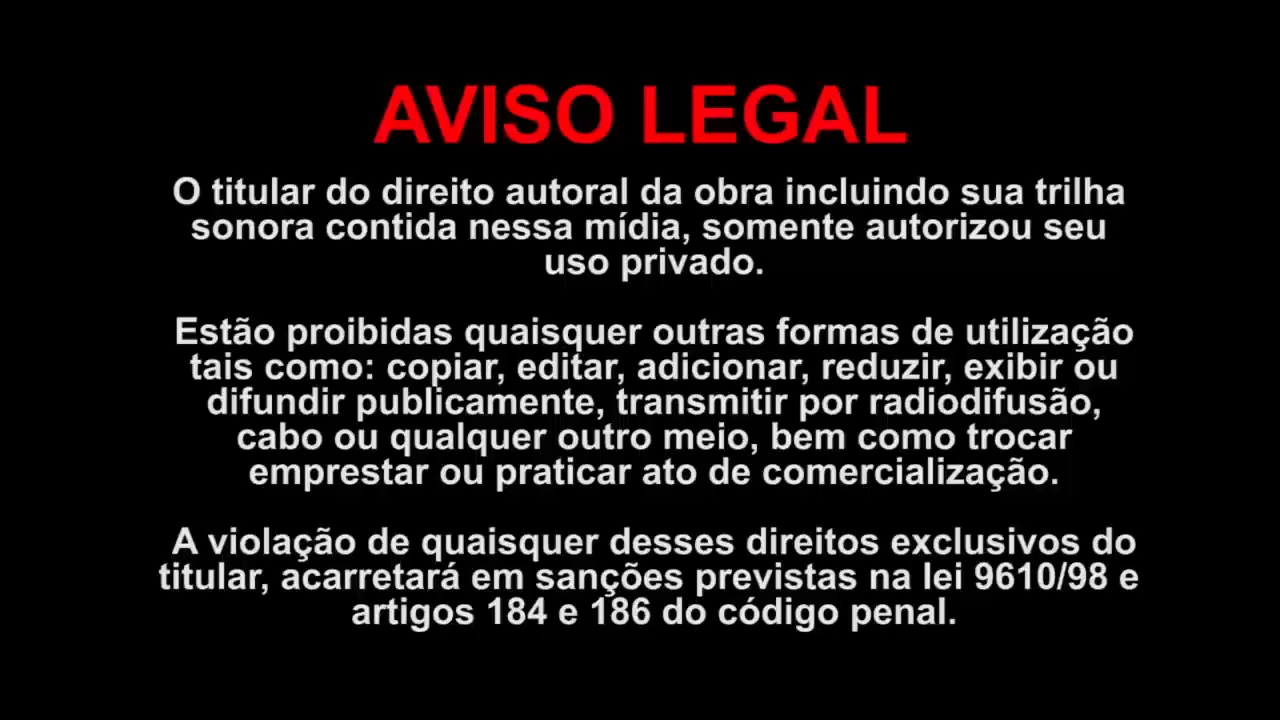 AVISO LEGAL
O titular do direito autoral da obra incluindo sua trilha
sonora contida nessa mídia, somente autorizou seu
uso privado.
Estão proibidas quaisquer outras formas de utilização
tais como: copiar, editar, adicionar, reduzir, exibir ou
difundir publicamente, transmitir por radiodifusão,
cabo ou qualquer outro meio, bem como trocar
emprestar ou praticar ato de comercialização.
A violação de quaisquer desses direitos exclusivos do
titular, acarretará em sanções previstas na lei 9610/98 e
artigos 184 e 186 do código penal.